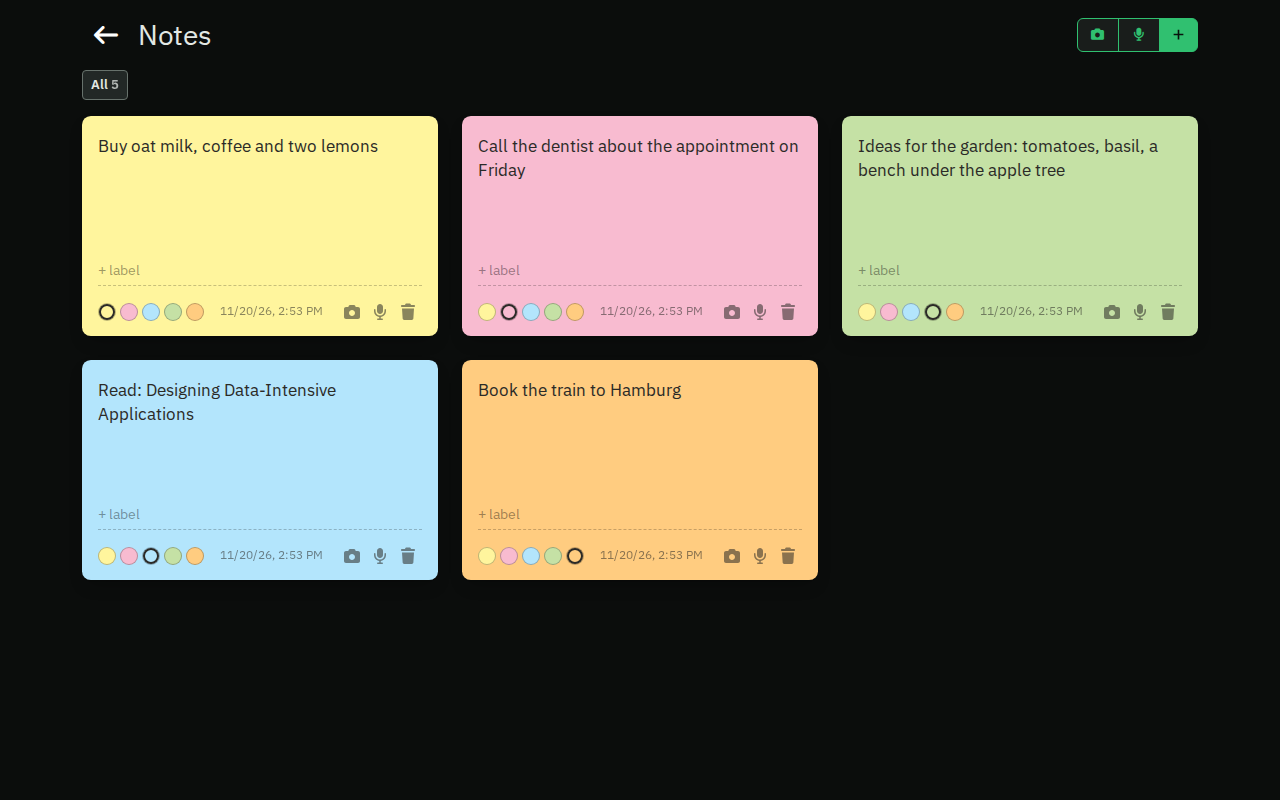 Notes
All 5
Buy oat milk, coffee and two lemons
+ label
11/20/26, 2:53 PM
Call the dentist about the appointment on
Friday
+ label
11/20/26, 2:53 PM
Ideas for the garden: tomatoes, basil, a
bench under the apple tree
+ label
11/20/26, 2:53 PM
Read: Designing Data-Intensive
Applications
+ label
11/20/26, 2:53 PM
Book the train to Hamburg
+ label
11/20/26, 2:53 PM